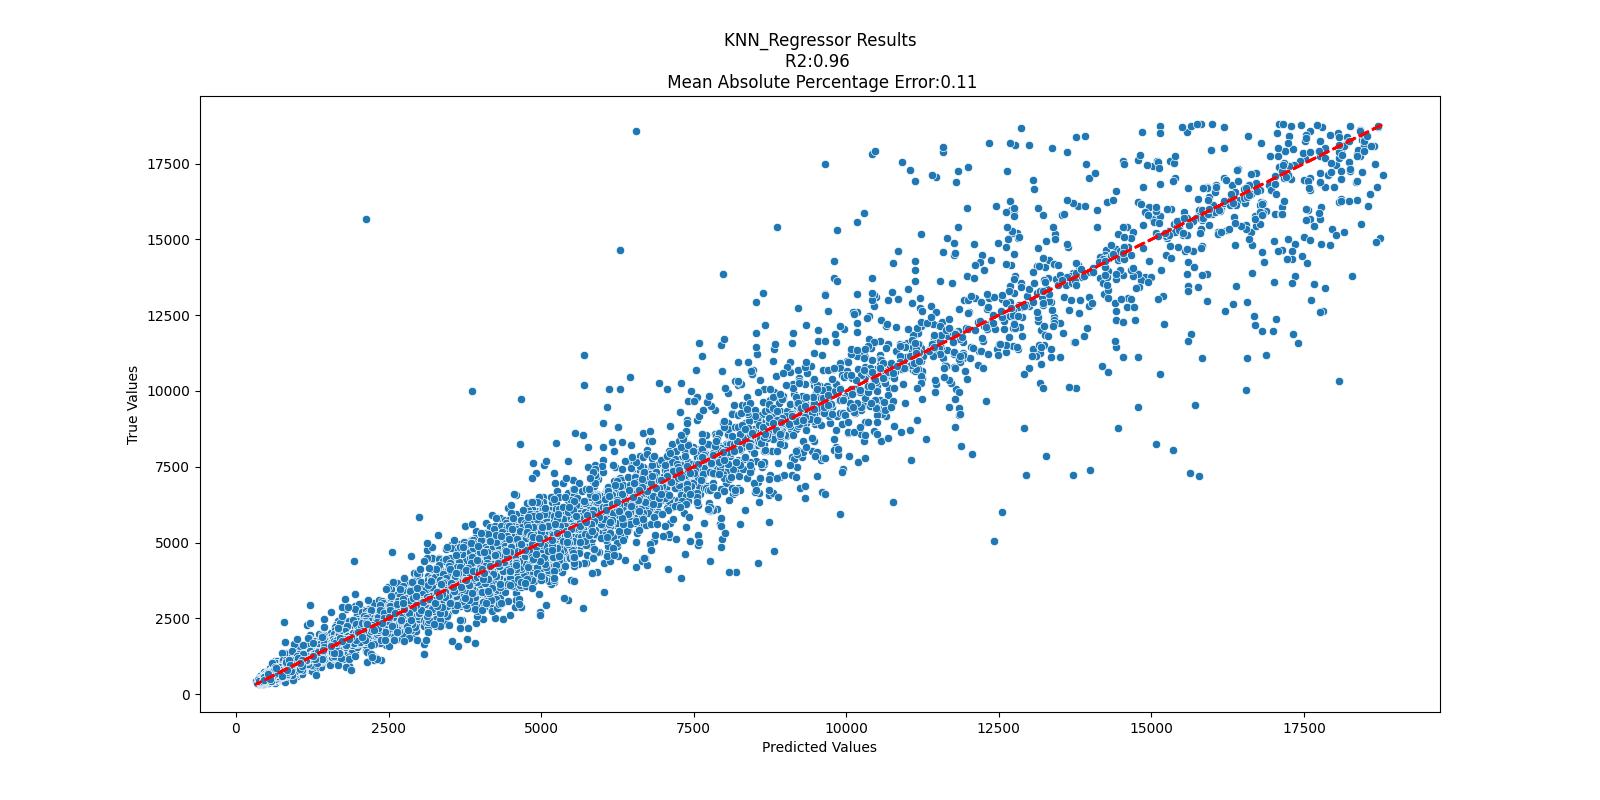 KNN_Regressor Results
R2:0.96
Mean Absolute Percentage Error:0.11
True Values
17500
15000
12500
10000
7500
5000
2500
0
0 2500 5000 7500 10000 12500 15000 17500
Predicted Values